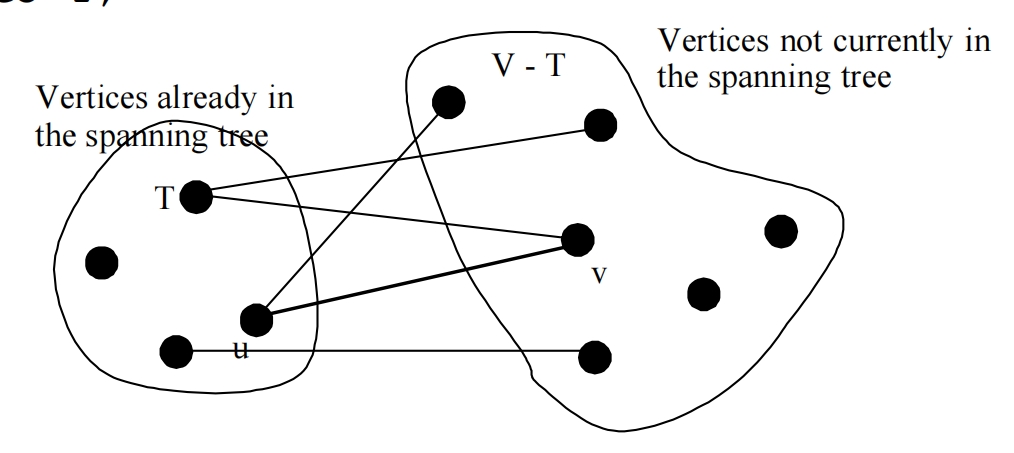 Vertices not currently in
the spanning tree
V - T
Vertices already in
the spanning tree
T
v
u